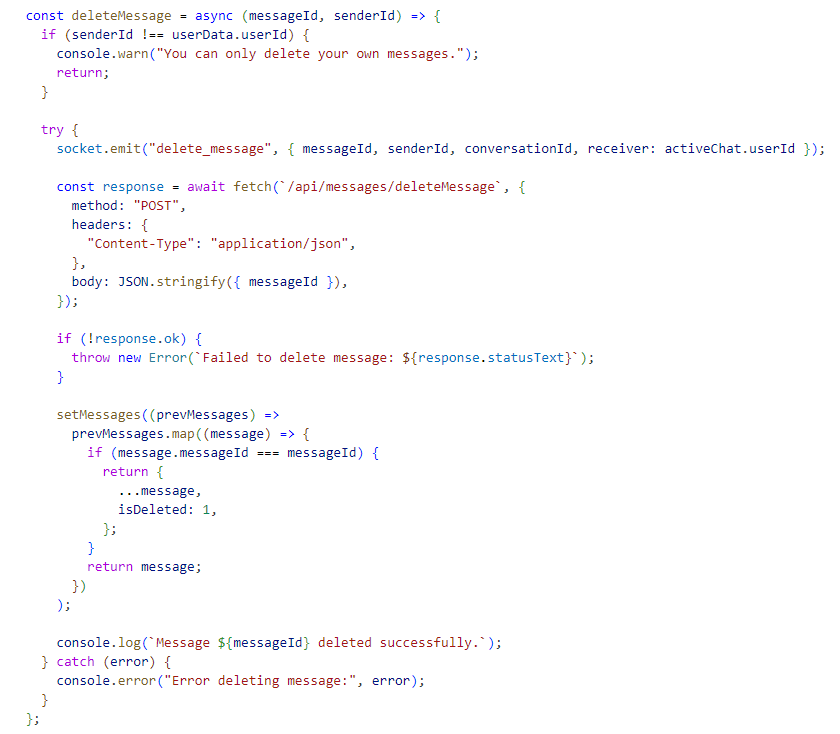 const deleteMessage = async (messageId, senderId) => {
  if (senderId !== userData.userId) {
    console.warn("You can only delete your own messages.");
    return;
  }

  try {
    socket.emit("delete_message", { messageId, senderId, conversationId, receiver: activeChat.userId });

    const response = await fetch(`/api/messages/deleteMessage`, {
      method: "POST",
      headers: {
        "Content-Type": "application/json",
      },
      body: JSON.stringify({ messageId }),
    });

    if (!response.ok) {
      throw new Error(`Failed to delete message: ${response.statusText}`);
    }

    setMessages((prevMessages) =>
      prevMessages.map((message) => {
        if (message.messageId === messageId) {
          return {
            ...message,
            isDeleted: 1,
          };
        }
        return message;
      })
    );

    console.log(`Message ${messageId} deleted successfully.`);
  } catch (error) {
    console.error("Error deleting message:", error);
  }
};